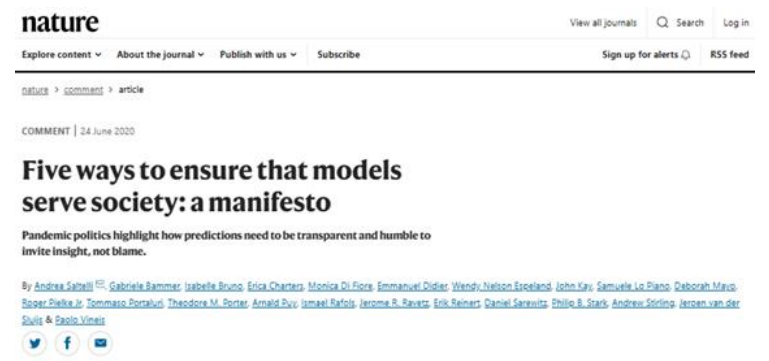 nature
View all journals Search Log in
Explore content About the journal Publish with us Subscribe
Sign up for alerts RSS feed
nature > comment > article
COMMENT | 24 June 2020
Five ways to ensure that models
serve society: a manifesto
Pandemic politics highlight how predictions need to be transparent and humble to
invite insight, not blame.
By Andrea Saltelli, Gabriele Bammer, Isabelle Bruno, Erica Charters, Monica Di Fiore, Emmanuel Didier, Wendy Nelson Espeland, John Kay, Samuele Lo Piano, Deborah Mayo,
Roger Pielke Jr, Tommaso Portaluri, Theodore M. Porter, Arnald Puy, Ismael Rafols, Jerome R. Ravetz, Erik Reinert, Daniel Sarewitz, Philip B. Stark, Andrew Stirling, Jeroen van der
Sluijs & Paolo Vineis